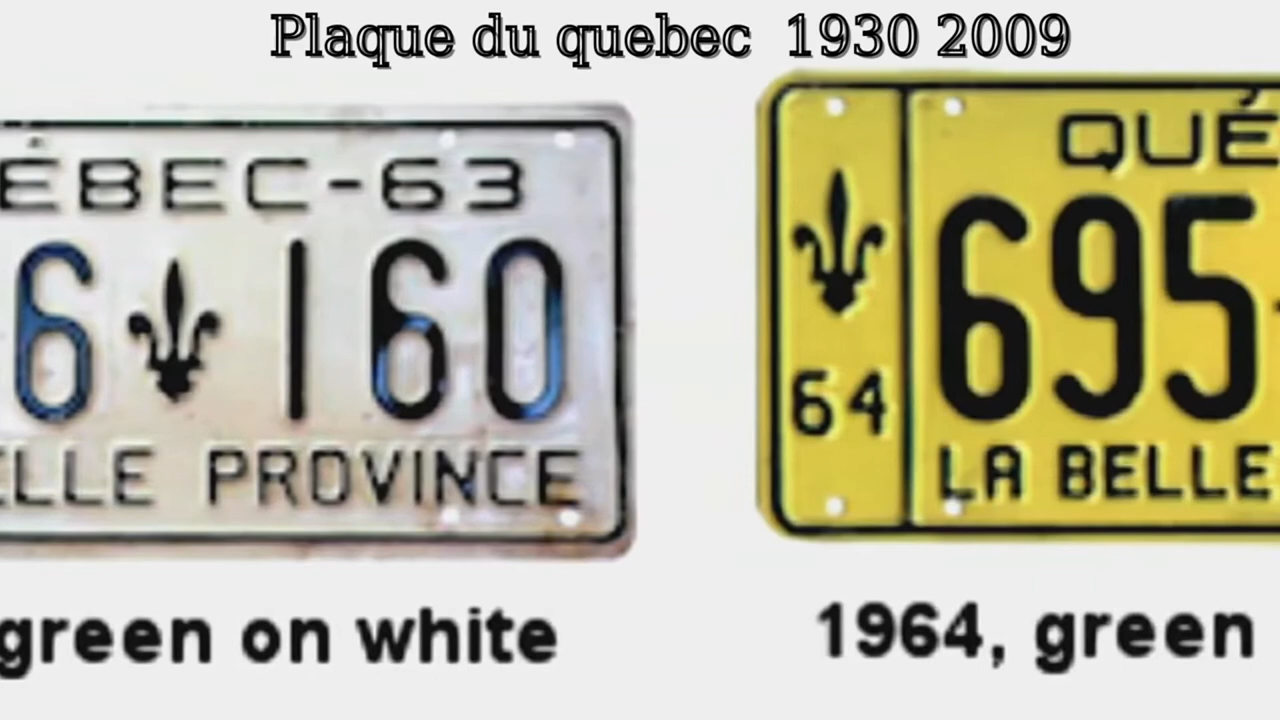 Plaque du quebec 1930 2009
ÉBEC-63
6 160
ELLE PROVINCE
green on white
QUÉ
64
695
LA BELLE
1964, green